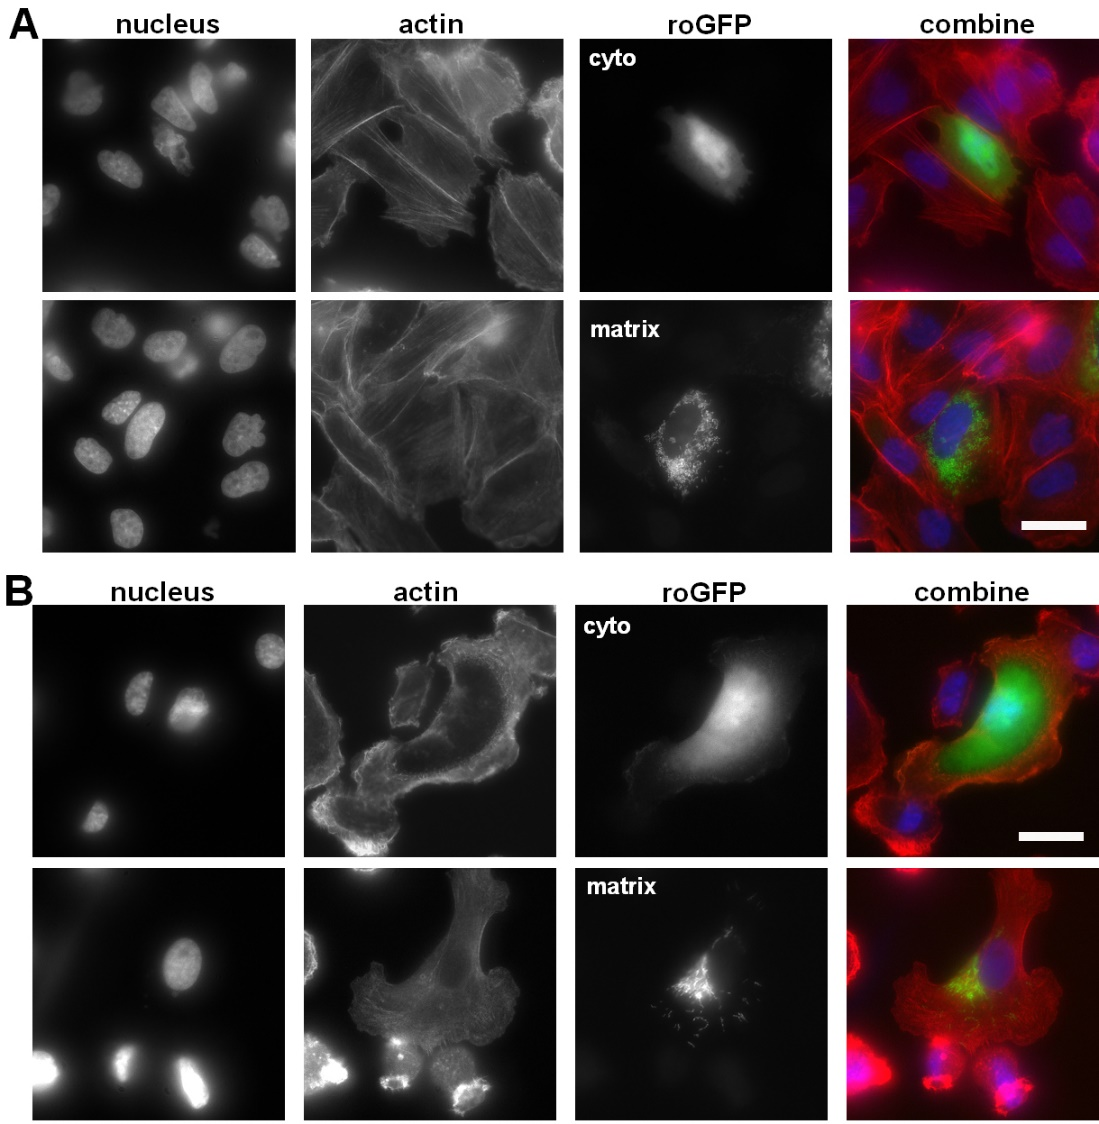 A
nucleus actin roGFP combine
cyto
matrix
B
nucleus actin roGFP combine
cyto
matrix